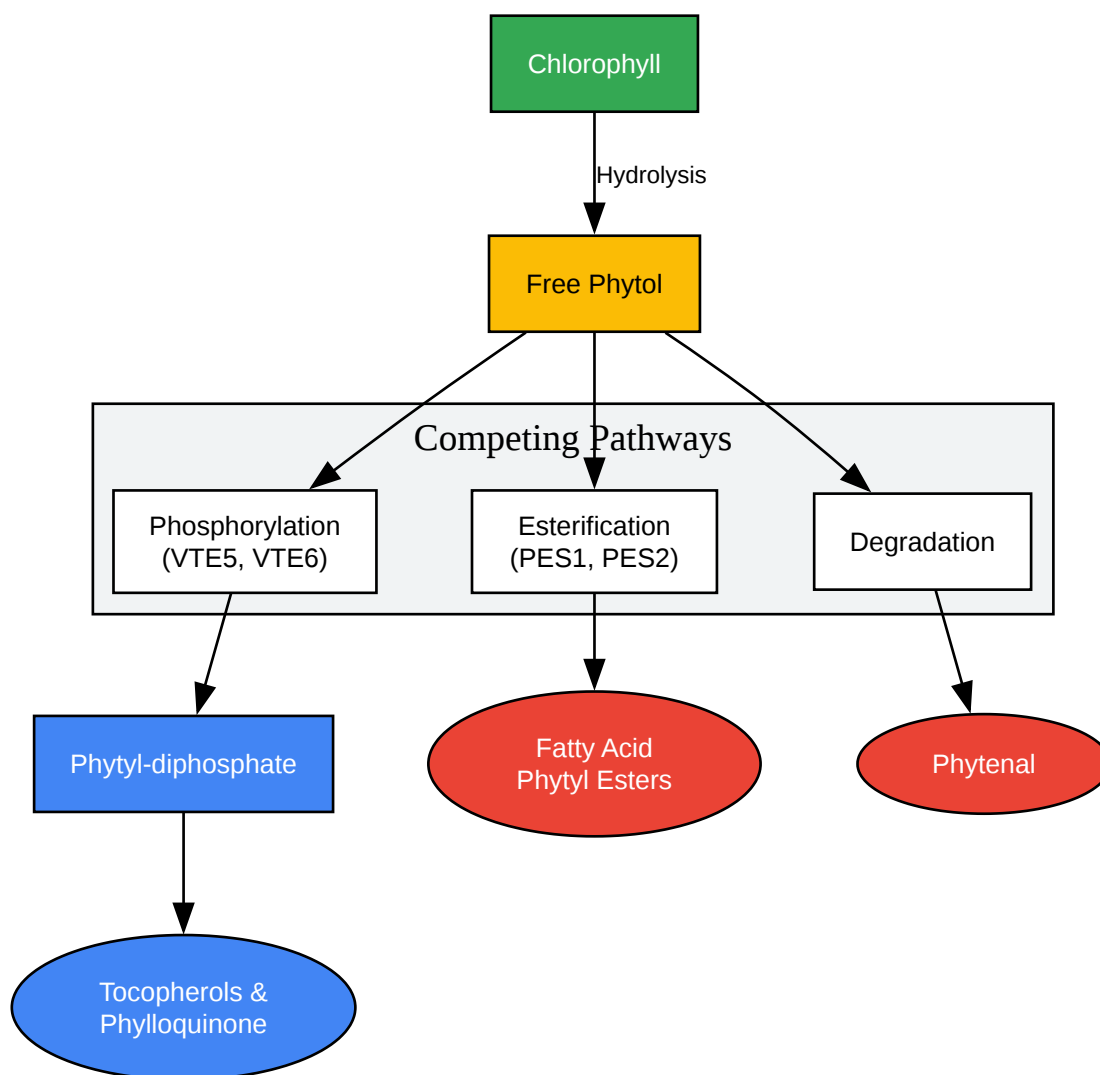 Chlorophyll
Hydrolysis
Free Phytol
Competing Pathways
Phosphorylation
(VTE5, VTE6)
Esterification
(PES1, PES2)
Degradation
Phytyl-diphosphate
Fatty Acid
Phytyl Esters
Phytenal
Tocopherols &
Phylloquinone